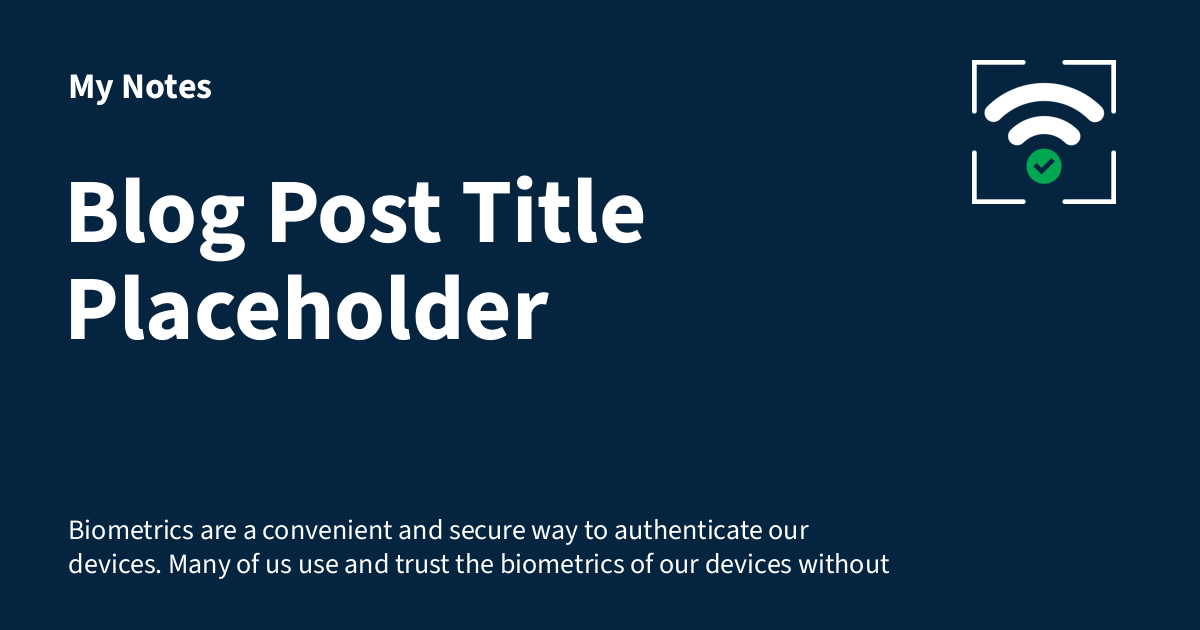 My Notes
Blog Post Title
Placeholder
Biometrics are a convenient and secure way to authenticate our
devices. Many of us use and trust the biometrics of our devices without